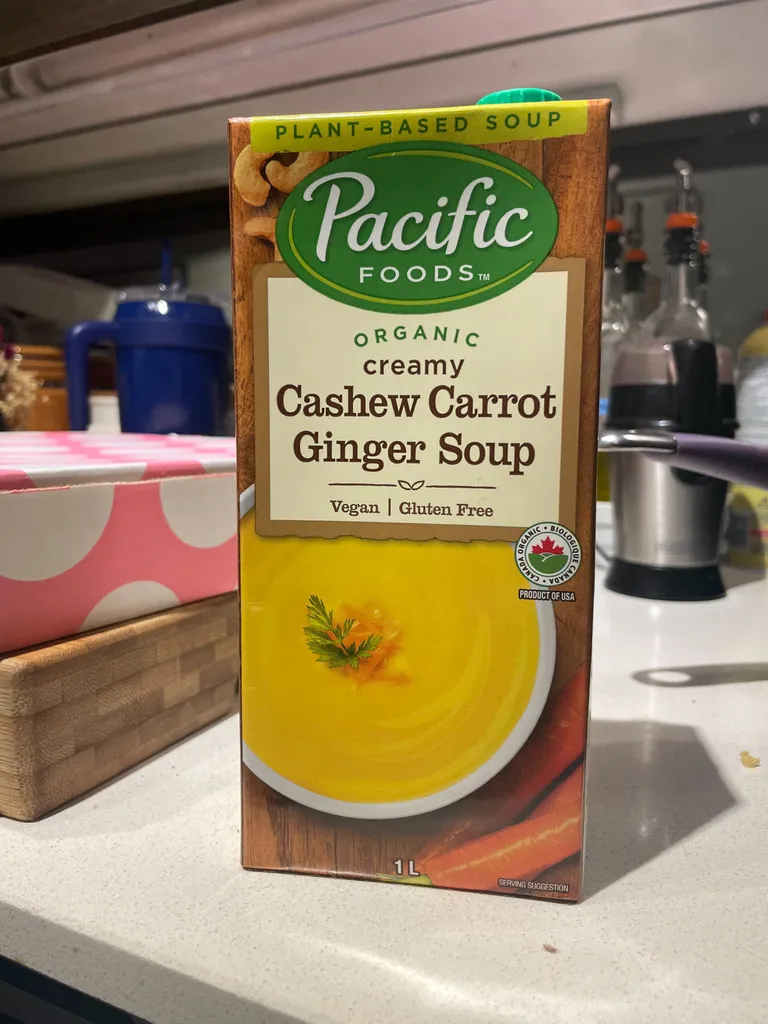 PLANT-BASED SOUP
Pacific
FOODS™
ORGANIC
creamy
Cashew Carrot
Ginger Soup
Vegan | Gluten Free
CANADA ORGANIC • BIOLOGIQUE CANADA •
PRODUCT OF USA
1 L
SERVING SUGGESTION